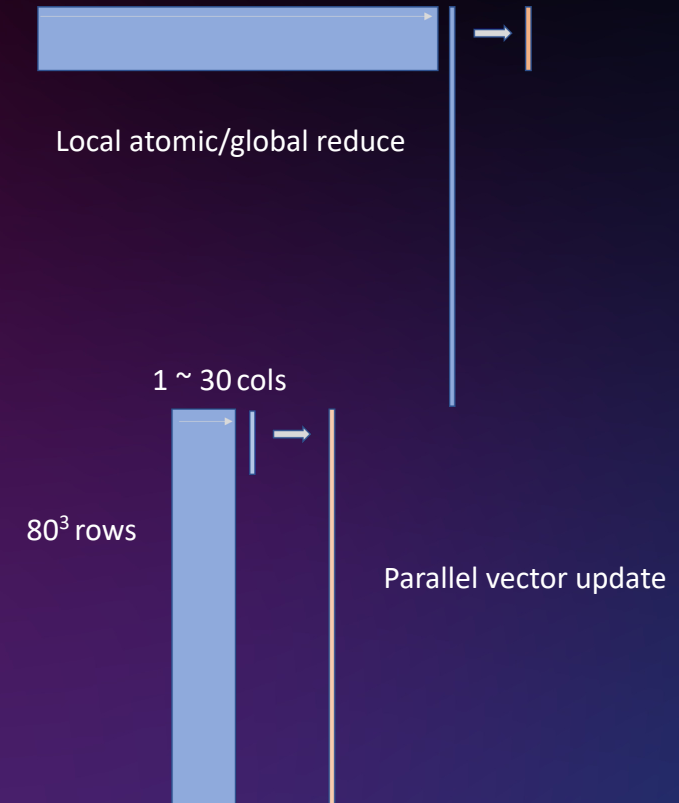 Local atomic/global reduce
1 ~ 30 cols
80³ rows
Parallel vector update